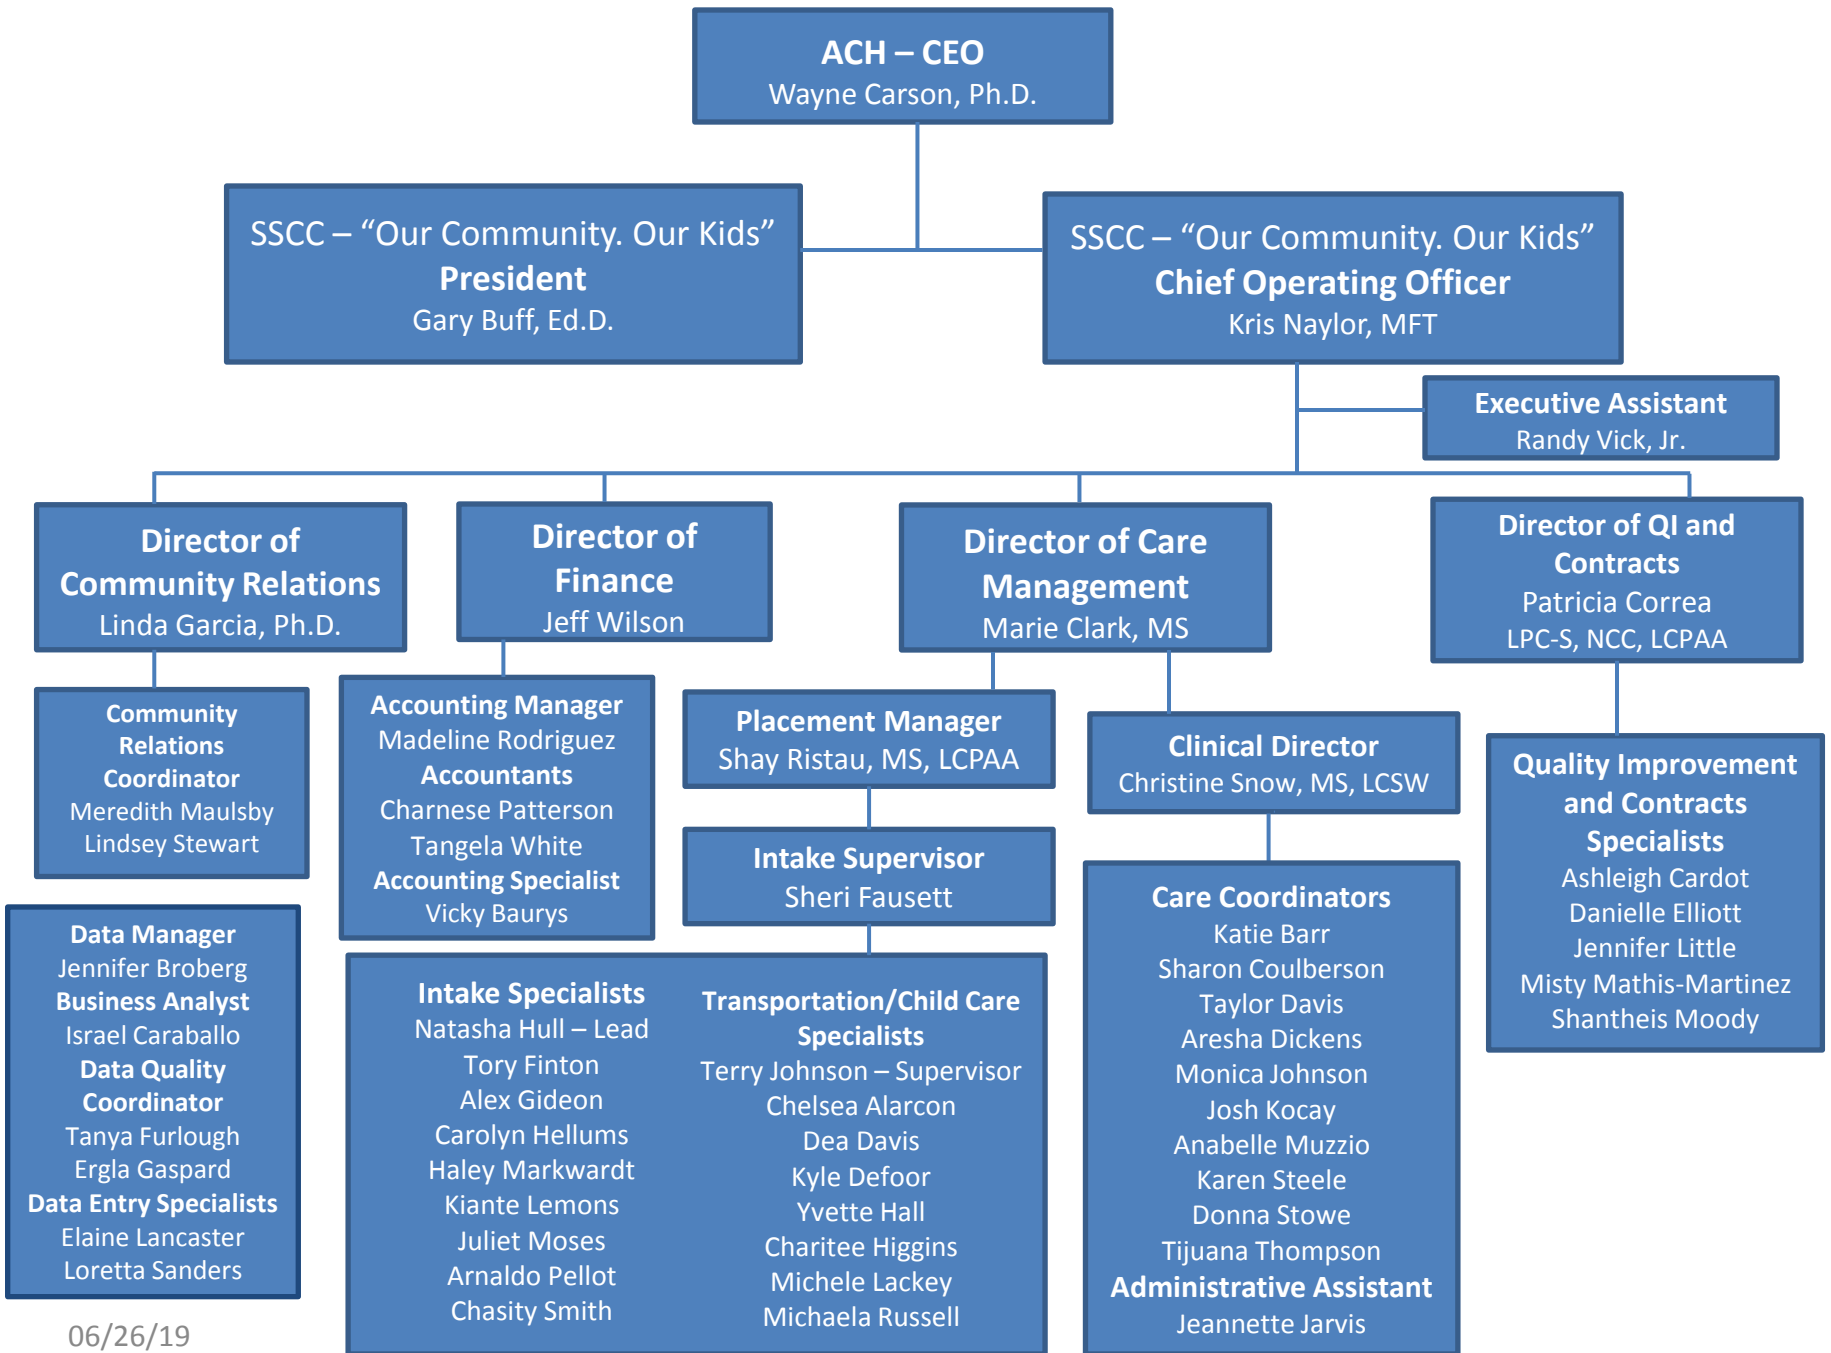 ACH – CEO
Wayne Carson, Ph.D.
SSCC – “Our Community. Our Kids”
President
Gary Buff, Ed.D.
SSCC – “Our Community. Our Kids”
Chief Operating Officer
Kris Naylor, MFT
Executive Assistant
Randy Vick, Jr.
Director of
Community Relations
Linda Garcia, Ph.D.
Director of
Finance
Jeff Wilson
Director of Care
Management
Marie Clark, MS
Director of QI and
Contracts
Patricia Correa
LPC-S, NCC, LCPAA
Community
Relations
Coordinator
Meredith Maulsby
Lindsey Stewart
Accounting Manager
Madeline Rodriguez
Accountants
Charnese Patterson
Tangela White
Accounting Specialist
Vicky Baurys
Placement Manager
Shay Ristau, MS, LCPAA
Intake Supervisor
Sheri Fausett
Clinical Director
Christine Snow, MS, LCSW
Quality Improvement
and Contracts
Specialists
Ashleigh Cardot
Danielle Elliott
Jennifer Little
Misty Mathis-Martinez
Shantheis Moody
Data Manager
Jennifer Broberg
Business Analyst
Israel Caraballo
Data Quality
Coordinator
Tanya Furlough
Ergla Gaspard
Data Entry Specialists
Elaine Lancaster
Loretta Sanders
Intake Specialists
Natasha Hull – Lead
Tory Finton
Alex Gideon
Carolyn Hellums
Haley Markwardt
Kiante Lemons
Juliet Moses
Arnaldo Pellot
Chasity Smith
Transportation/Child Care
Specialists
Terry Johnson – Supervisor
Chelsea Alarcon
Dea Davis
Kyle Defoor
Yvette Hall
Charitee Higgins
Michele Lackey
Michaela Russell
Care Coordinators
Katie Barr
Sharon Coulberson
Taylor Davis
Aresha Dickens
Monica Johnson
Josh Kocay
Anabelle Muzzio
Karen Steele
Donna Stowe
Tijuana Thompson
Administrative Assistant
Jeannette Jarvis
06/26/19